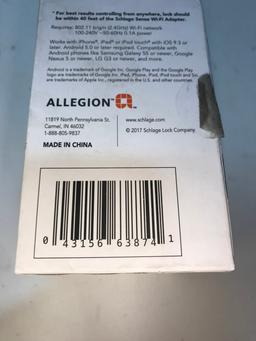 * For best results controlling from anywhere, lock should
be within 40 feet of the Schlage Sense Wi-Fi Adapter.
Requires: 802.11 b/g/n (2.4GHz) Wi-Fi network
100-240V ~50-60Hz 0.1A power
Works with iPhone®, iPad® or iPod touch® with iOS 9.3 or
later. Android 5.0 or later required. Compatible with
Android phones like Samsung Galaxy S5 or newer, Google
Nexus 5 or newer, LG G3 or newer, and more.
Android is a trademark of Google Inc. Google Play and the Google Play
logo are trademarks of Google Inc. iPad, iPhone, iPod, iPod touch and Siri
are trademarks of Apple Inc., registered in the U.S. and other countries.
ALLEGION™
11819 North Pennsylvania St.
Carmel, IN 46032
1-888-805-9837
www.schlage.com
© 2017 Schlage Lock Company
MADE IN CHINA
0 43156 63874 1